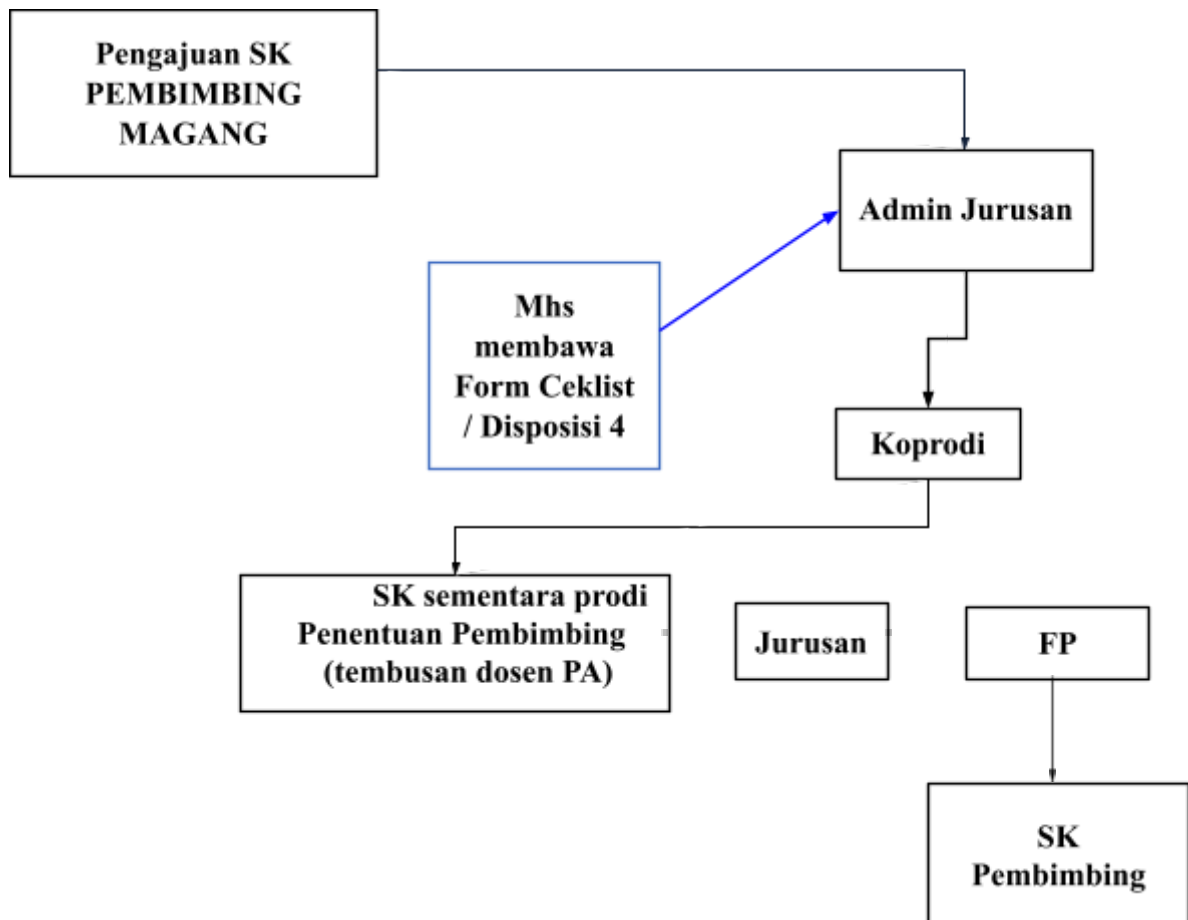 Pengajuan SK
PEMBIMBING
MAGANG
Admin Jurusan
Mhs
membawa
Form Ceklist
/ Disposisi 4
Koprodi
SK sementara prodi
Penentuan Pembimbing
(tembusan dosen PA)
Jurusan
FP
SK
Pembimbing